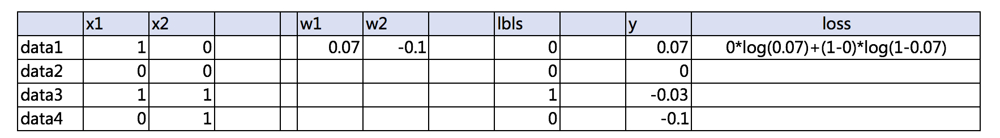 x1 x2 w1 w2 lbls y loss
data1 1 0 0.07 -0.1 0 0.07 0*log(0.07)+(1-0)*log(1-0.07)
data2 0 0 0 0
data3 1 1 1 -0.03
data4 0 1 0 -0.1